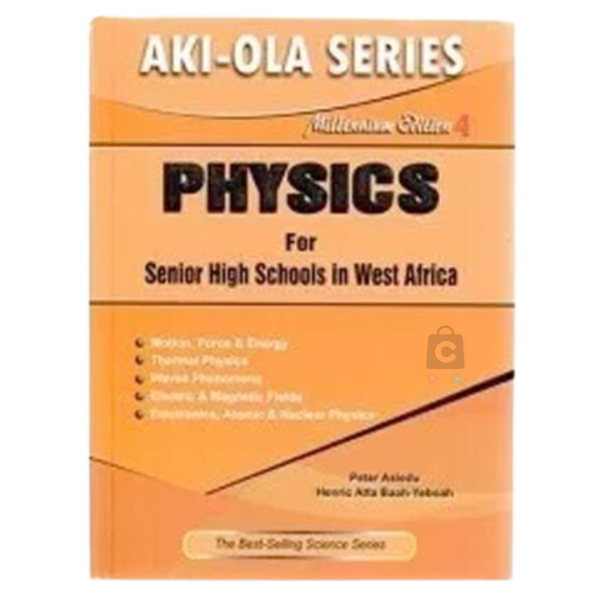 AKI-OLA SERIES
Millennium Edition 4
PHYSICS
For
Senior High Schools in West Africa
Motion, Force & Energy
Thermal Physics
Waves Phenomena
Electric & Magnetic Fields
Electronics, Atomic & Nuclear Physics
Peter Asiedu
Henric Atta Baah-Yeboah
The Best-Selling Science Series
C